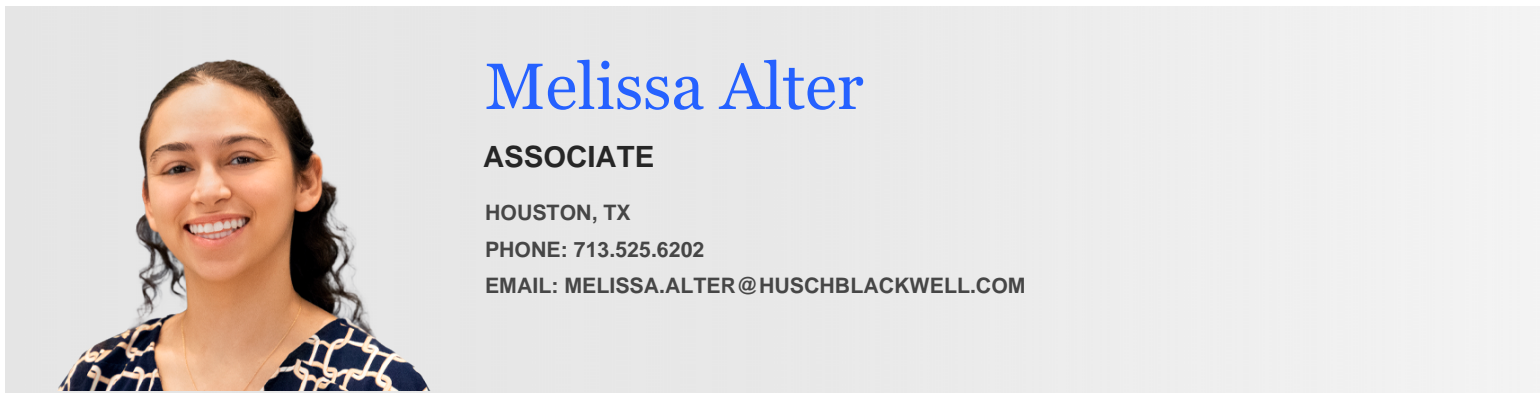 Melissa Alter
ASSOCIATE
HOUSTON, TX
PHONE: 713.525.6202
EMAIL: MELISSA.ALTER@HUSCHBLACKWELL.COM